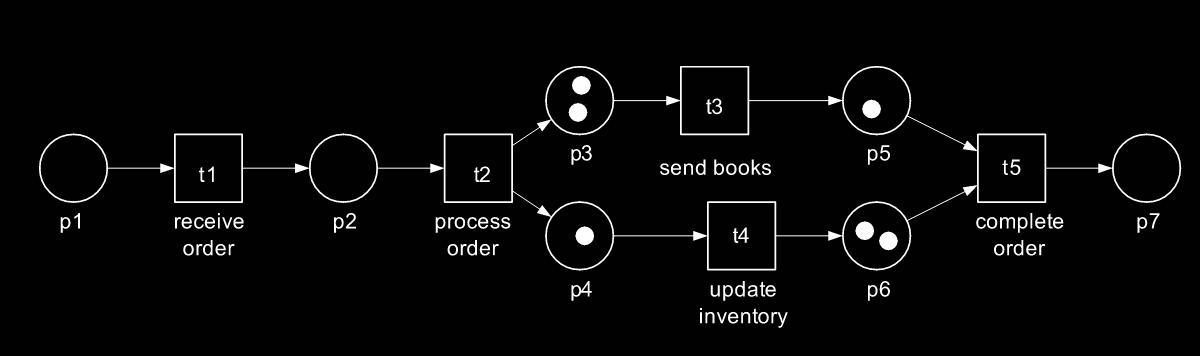 p3
t3
p5
send books
t1
t2
t5
p1
receive
order
p2
process
order
p4
t4
update
inventory
p6
complete
order
p7